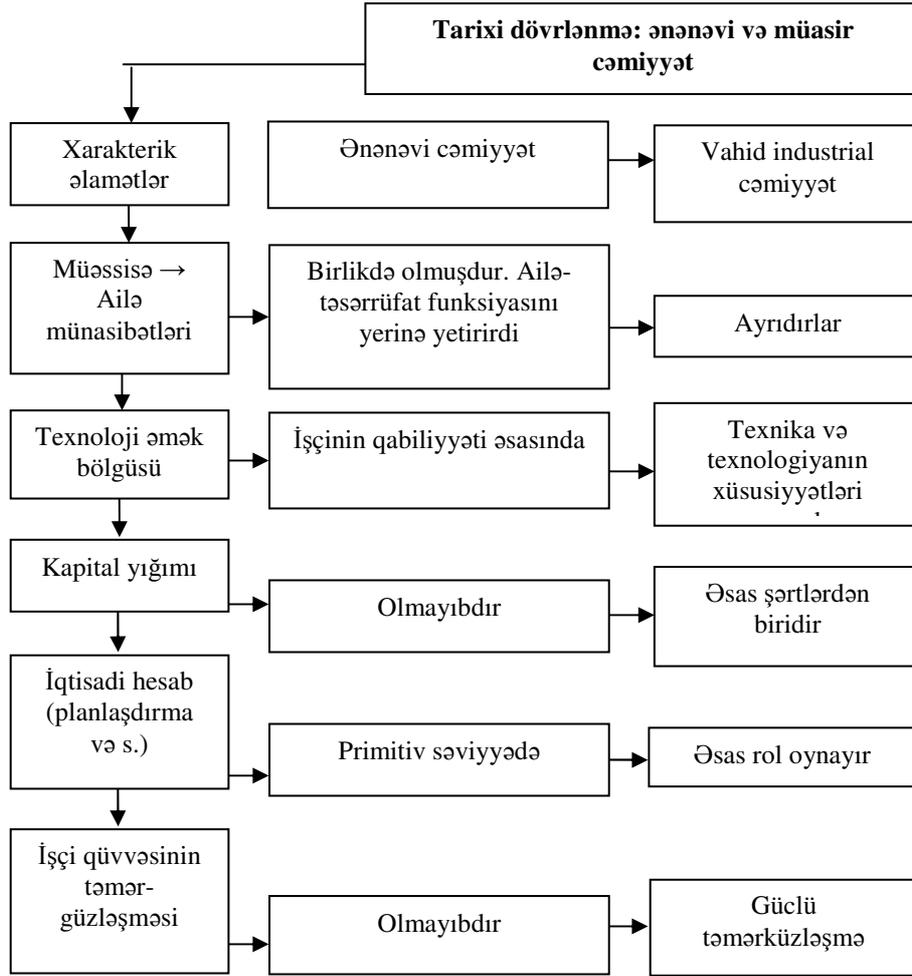 Tarixi dövrlənmə: ənənəvi və müasir
cəmiyyət
Xarakterik
əlamətlər
Ənənəvi cəmiyyət
Vahid industrial
cəmiyyət
Müəssisə →
Ailə
münasibətləri
Birlikdə olmuşdur. Ailə-
təsərrüfat funksiyasını
yerinə yetirirdi
Ayrıdırlar
Texnoloji əmək
bölgüsü
İşçinin qabiliyyəti əsasında
Texnika və
texnologiyanın
xüsusiyyətləri
Kapital yığımı
Olmayıbdır
Əsas şərtlərdən
biridir
İqtisadi hesab
(planlaşdırma
və s.)
Primitiv səviyyədə
Əsas rol oynayır
İşçi qüvvəsinin
təmər-
güzləşməsi
Olmayıbdır
Güclü
təmərküzləşmə